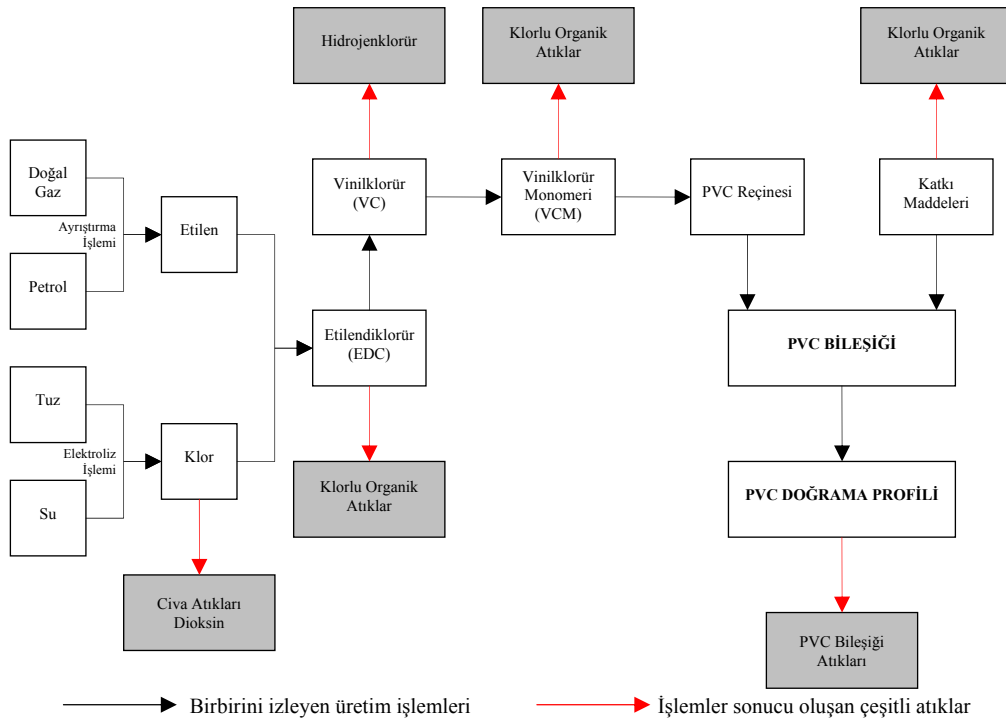 Hidrojenklorür
Klorlu Organik
Atıklar
Klorlu Organik
Atıklar
Doğal
Gaz
Ayrıştırma
İşlemi
Petrol
Etilen
Vinilklorür
(VC)
Vinilklorür
Monomeri
(VCM)
PVC Reçinesi
Katkı
Maddeleri
Etilendiklorür
(EDC)
PVC BİLEŞİĞİ
Tuz
Elektroliz
İşlemi
Su
Klor
Klorlu Organik
Atıklar
PVC DOĞRAMA PROFİLİ
Civa Atıkları
Dioksin
PVC Bileşiği
Atıkları
Birbirini izleyen üretim işlemleri
İşlemler sonucu oluşan çeşitli atıklar